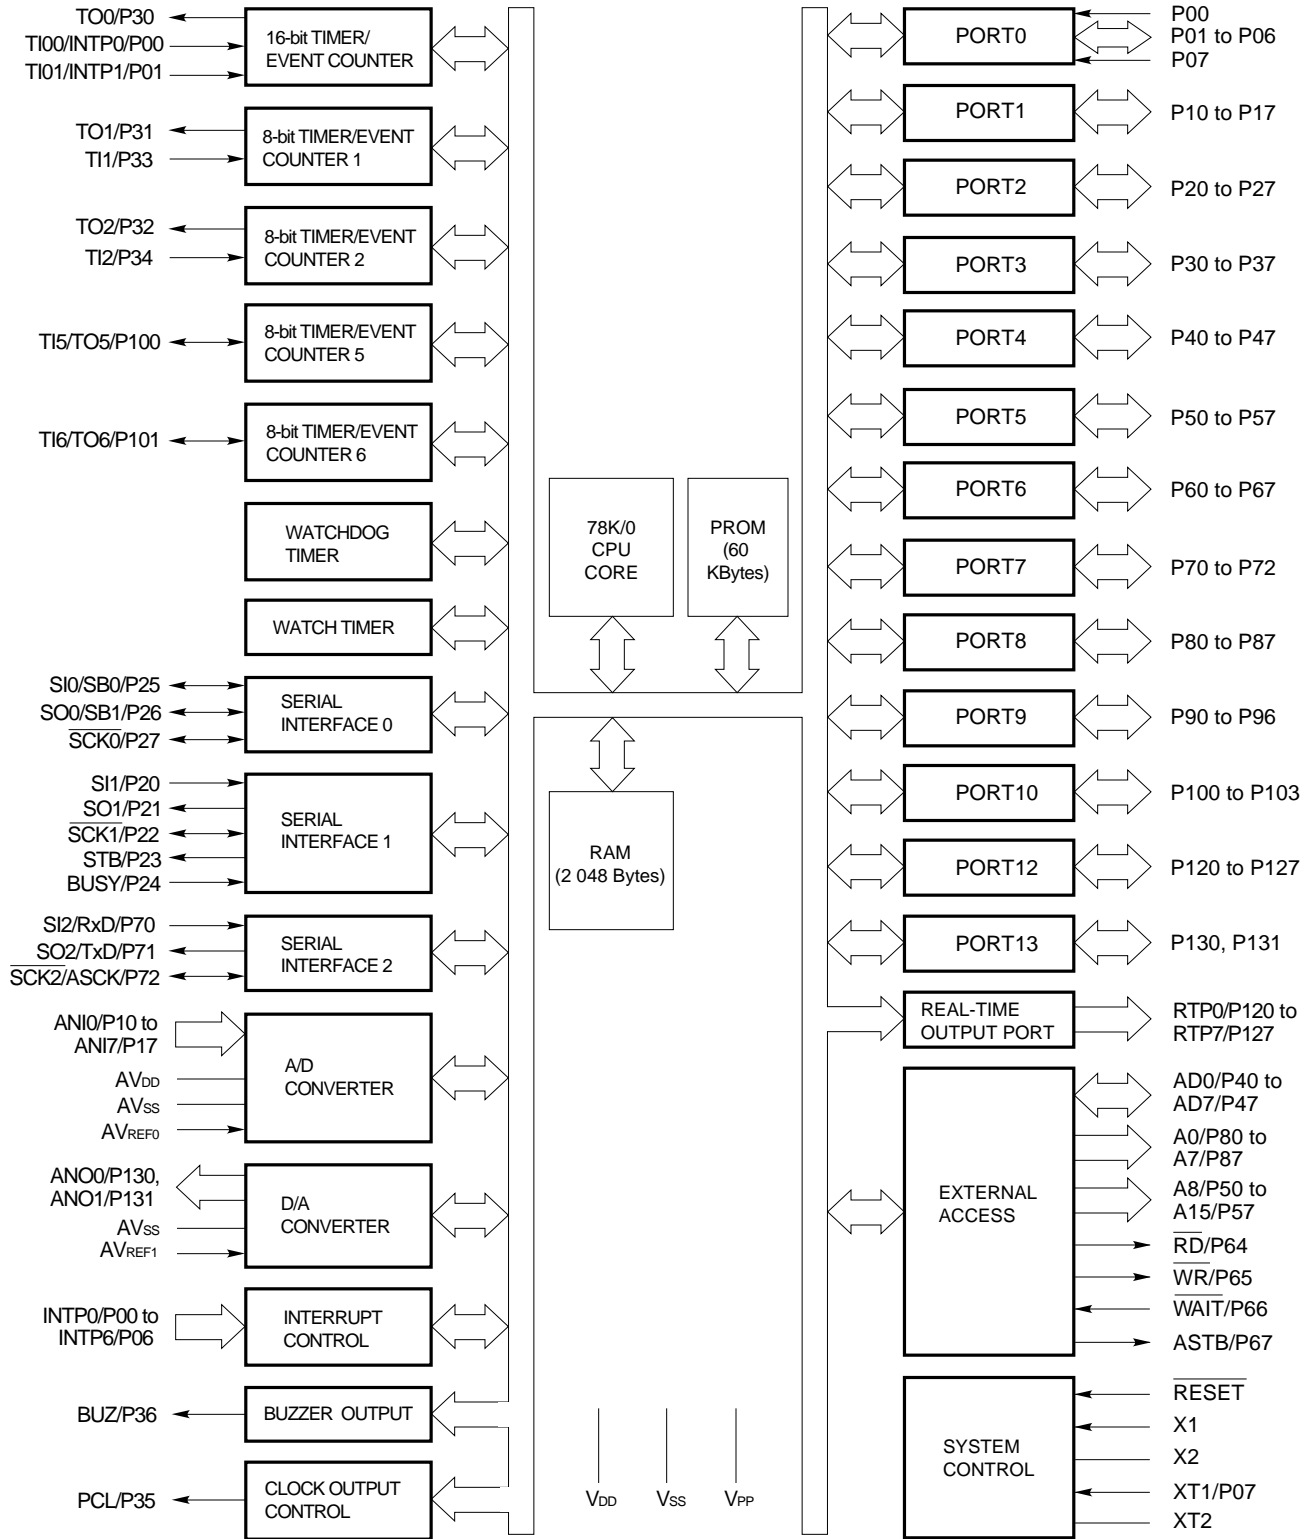 TO0/P30
TI00/INTP0/P00
TI01/INTP1/P01
16-bit TIMER/
EVENT COUNTER
TO1/P31
TI1/P33
8-bit TIMER/EVENT
COUNTER 1
TO2/P32
TI2/P34
8-bit TIMER/EVENT
COUNTER 2
TI5/TO5/P100
8-bit TIMER/EVENT
COUNTER 5
TI6/TO6/P101
8-bit TIMER/EVENT
COUNTER 6
WATCHDOG
TIMER
WATCH TIMER
SI0/SB0/P25
SO0/SB1/P26
SCK0/P27
SERIAL
INTERFACE 0
SI1/P20
SO1/P21
SCK1/P22
STB/P23
BUSY/P24
SERIAL
INTERFACE 1
SI2/RxD/P70
SO2/TxD/P71
SCK2/ASCK/P72
SERIAL
INTERFACE 2
ANI0/P10 to
ANI7/P17
AVDD
AVSS
AVREF0
A/D
CONVERTER
ANO0/P130,
ANO1/P131
AVSS
AVREF1
D/A
CONVERTER
INTP0/P00 to
INTP6/P06
INTERRUPT
CONTROL
BUZ/P36
BUZZER OUTPUT
PCL/P35
CLOCK OUTPUT
CONTROL
78K/0
CPU
CORE
PROM
(60
KBytes)
RAM
(2 048 Bytes)
VDD
VSS
VPP
PORT0
P00
P01 to P06
P07
PORT1
P10 to P17
PORT2
P20 to P27
PORT3
P30 to P37
PORT4
P40 to P47
PORT5
P50 to P57
PORT6
P60 to P67
PORT7
P70 to P72
PORT8
P80 to P87
PORT9
P90 to P96
PORT10
P100 to P103
PORT12
P120 to P127
PORT13
P130, P131
REAL-TIME
OUTPUT PORT
RTP0/P120 to
RTP7/P127
EXTERNAL
ACCESS
AD0/P40 to
AD7/P47
A0/P80 to
A7/P87
A8/P50 to
A15/P57
RD/P64
WR/P65
WAIT/P66
ASTB/P67
SYSTEM
CONTROL
RESET
X1
X2
XT1/P07
XT2